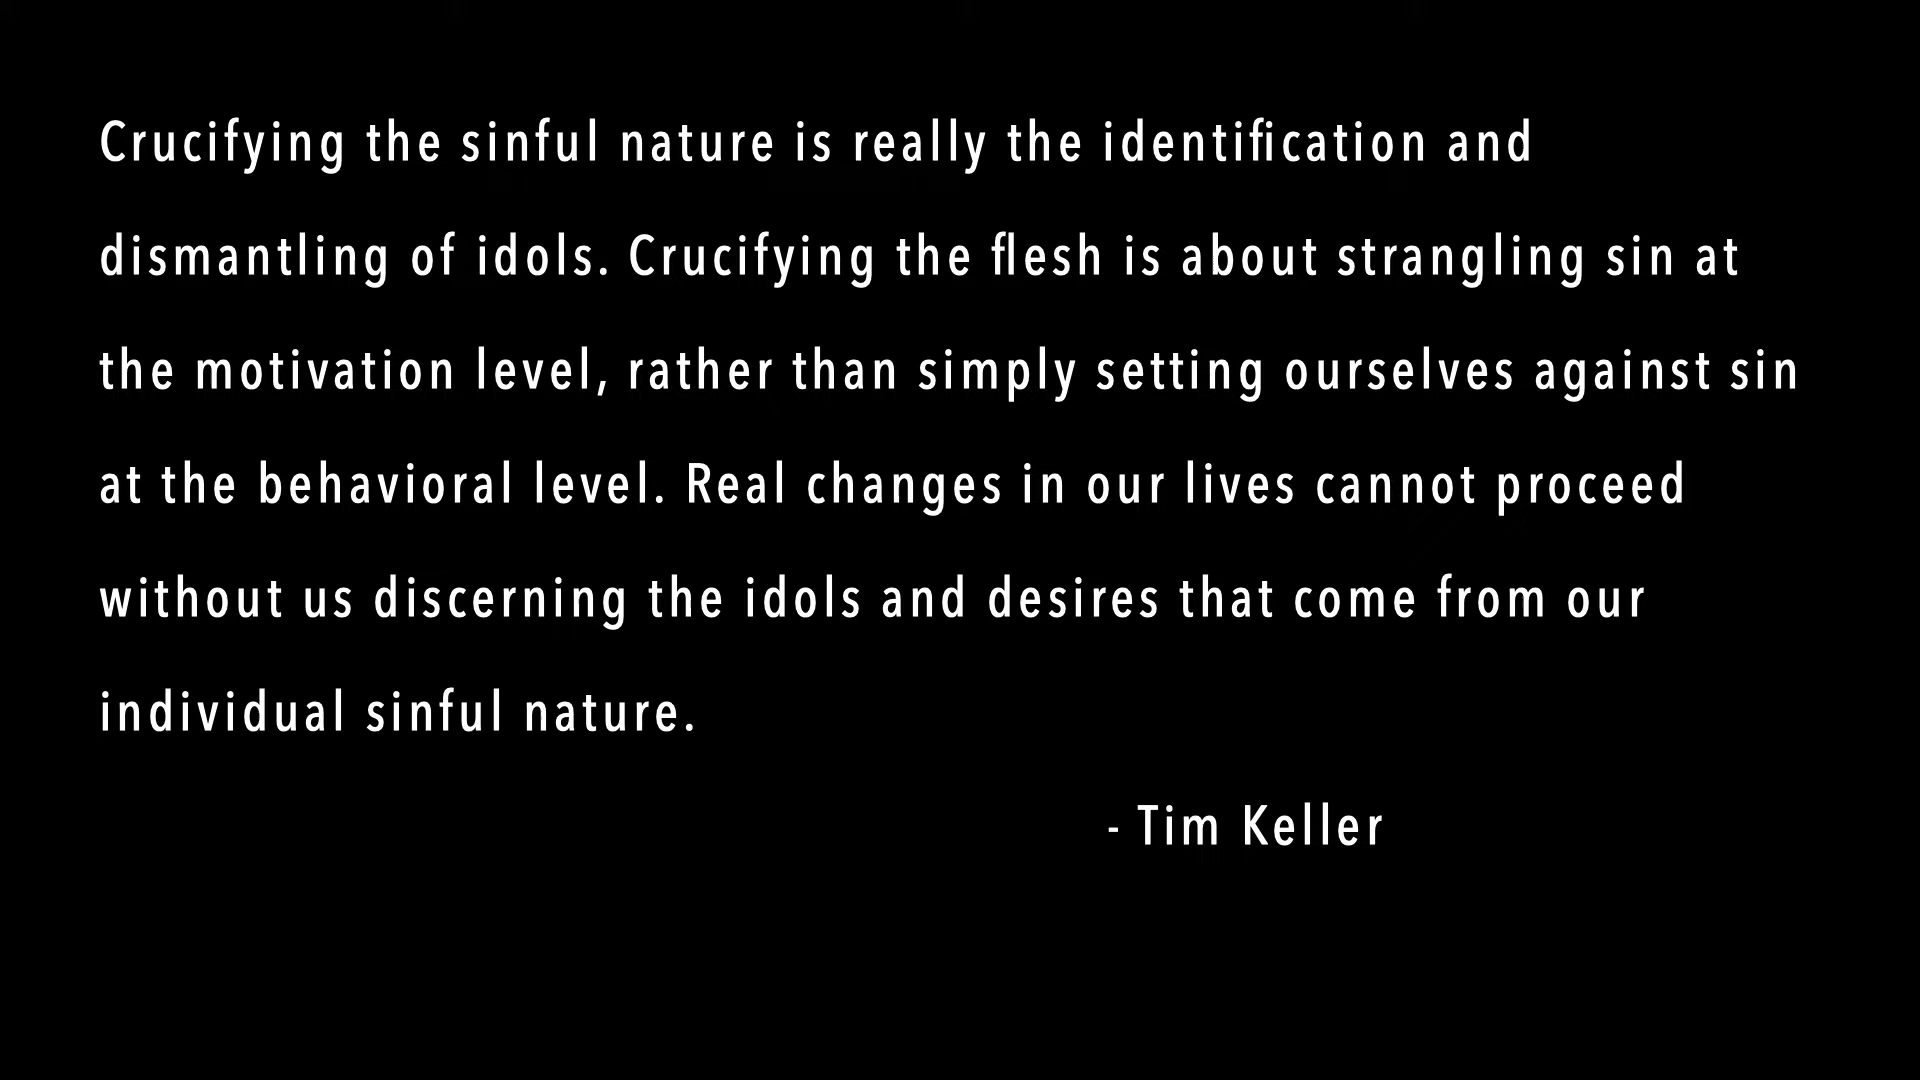 Crucifying the sinful nature is really the identification and
dismantling of idols. Crucifying the flesh is about strangling sin at
the motivation level, rather than simply setting ourselves against sin
at the behavioral level. Real changes in our lives cannot proceed
without us discerning the idols and desires that come from our
individual sinful nature.
- Tim Keller